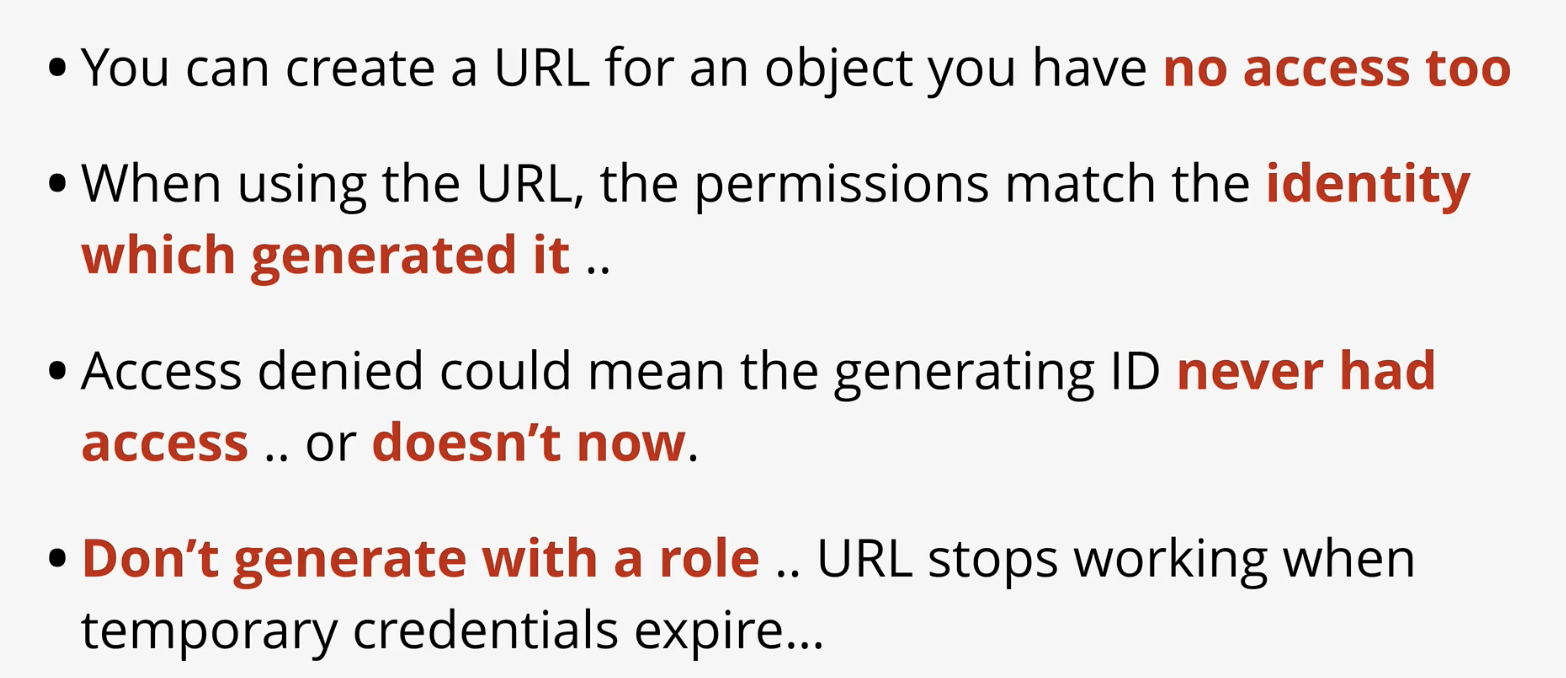 • You can create a URL for an object you have no access too
• When using the URL, the permissions match the identity
which generated it ..
• Access denied could mean the generating ID never had
access .. or doesn’t now.
• Don’t generate with a role .. URL stops working when
temporary credentials expire...